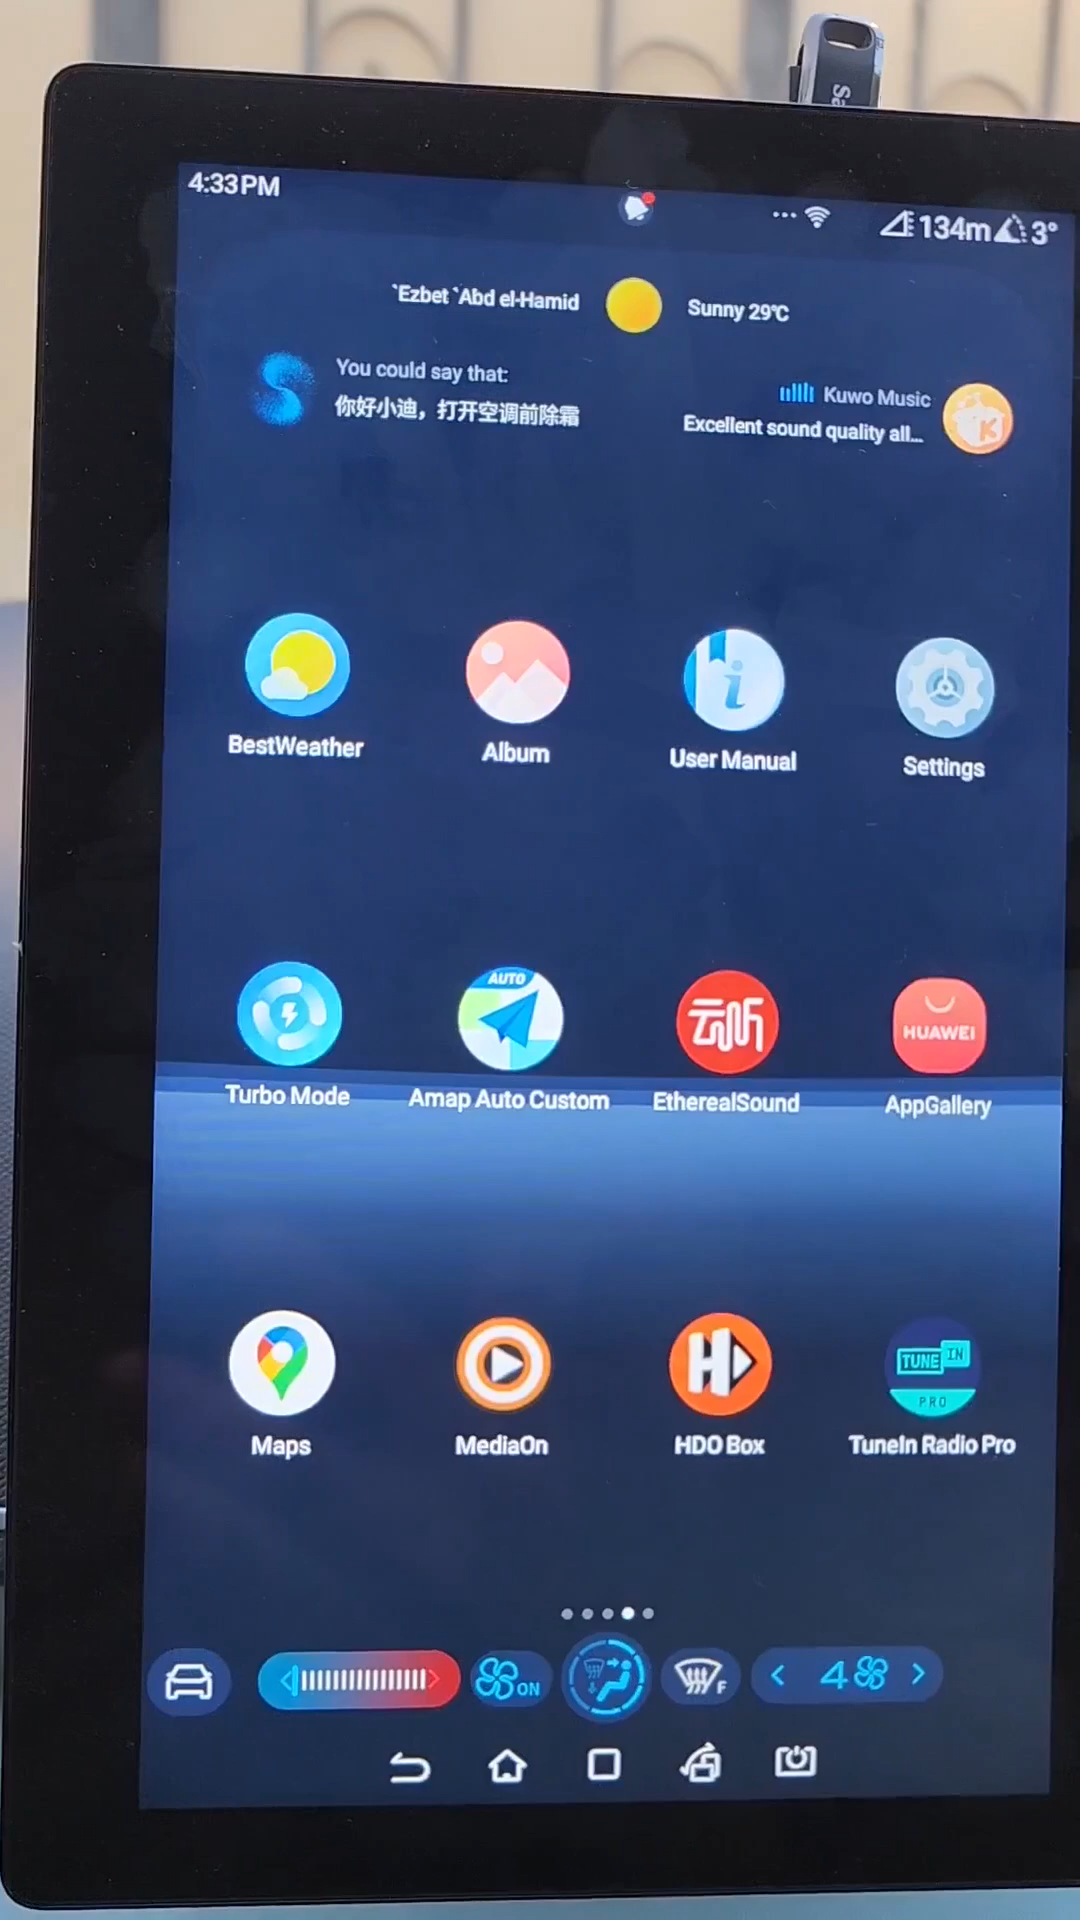 4:33PM
134m
3°
`Ezbet `Abd el-Hamid
Sunny 29℃
You could say that:
你好小迪，打开空调前除霜
Kuwo Music
Excellent sound quality all...
K
BestWeather
Album
User Manual
Settings
AUTO
云听
HUAWEI
Turbo Mode
Amap Auto Custom
EtherealSound
AppGallery
TUNE IN
PRO
Maps
MediaOn
HDO Box
TuneIn Radio Pro
ON
F
4